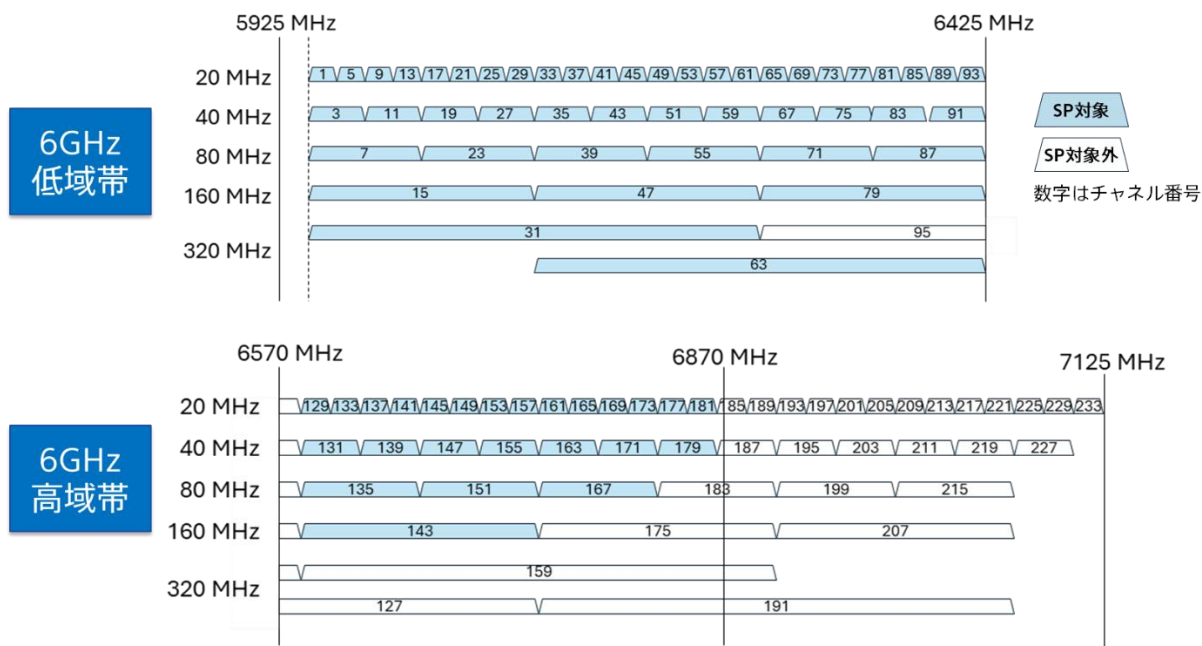 5925 MHz 6425 MHz
20 MHz 1 5 9 13 17 21 25 29 33 37 41 45 49 53 57 61 65 69 73 77 81 85 89 93
40 MHz 3 11 19 27 35 43 51 59 67 75 83 91
80 MHz 7 23 39 55 71 87
160 MHz 15 47 79
320 MHz 31 95
63
6GHz
低域帯
SP対象
SP対象外
数字はチャネル番号
6570 MHz 6870 MHz 7125 MHz
20 MHz 129 133 137 141 145 149 153 157 161 165 169 173 177 181 185 189 193 197 201 205 209 213 217 221 225 229 233
40 MHz 131 139 147 155 163 171 179 187 195 203 211 219 227
80 MHz 135 151 167 183 199 215
160 MHz 143 175 207
320 MHz 159
127 191
6GHz
高域帯